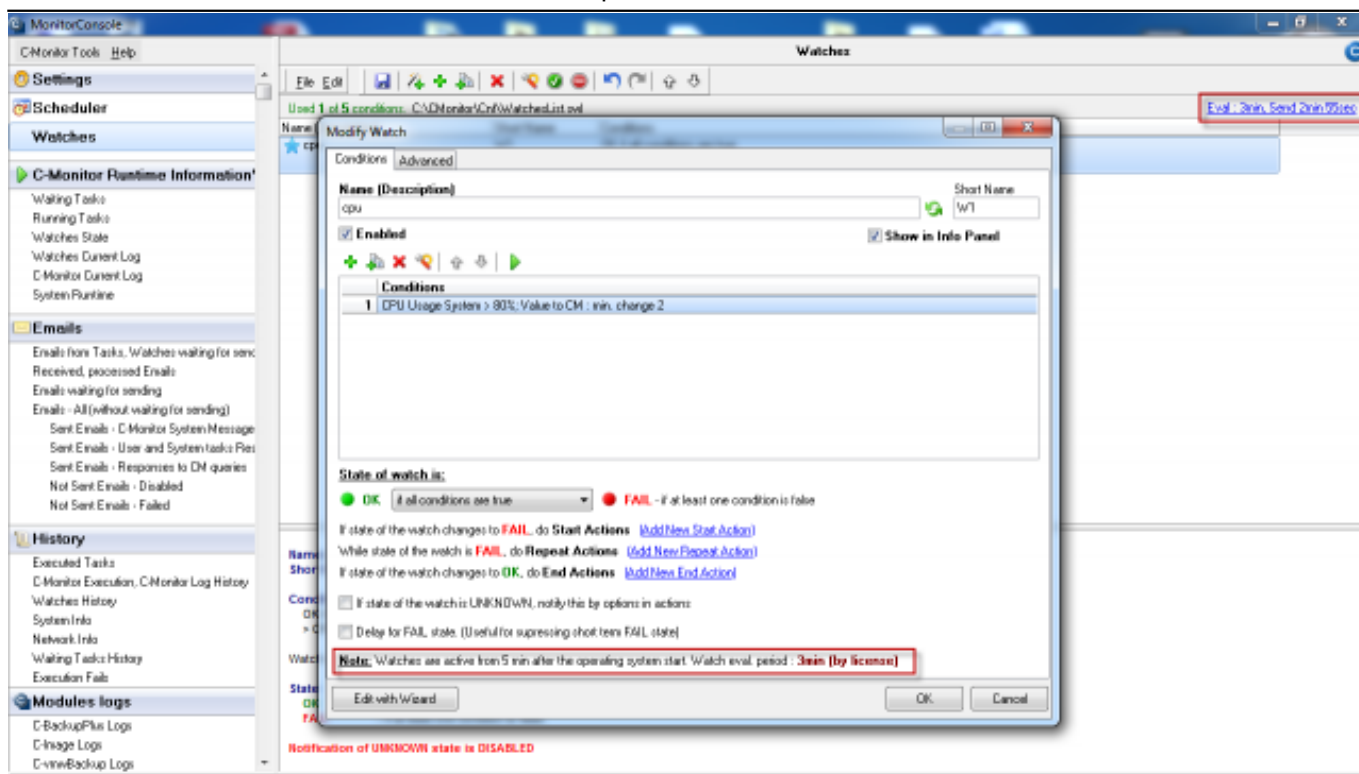 MonitorConsole
C-Monitor Tools Help
Watches
Settings
Scheduler
Watches
C-Monitor Runtime Information
Waiting Tasks
Running Tasks
Watches State
Watches Current Log
C-Monitor Current Log
System Runtime
Emails
Emails from Tasks, Watches waiting for send
Received, processed Emails
Emails waiting for sending
Emails - All (without waiting for sending)
Sent Emails - C-Monitor System Message
Sent Emails - User and System tasks Res
Sent Emails - Responses to CM queries
Not Sent Emails - Disabled
Not Sent Emails - Failed
History
Executed Tasks
C-Monitor Execution, C-Monitor Log History
Watches History
System Info
Network Info
Waiting Tasks History
Execution Fails
Modules logs
C-BackupPlus Logs
C-Image Logs
C-vmwBackup Logs
File Edit
Used 1 of 5 conditions. C:\CMonitor\Cnf\WatchesList.xwl
Eval : 3min, Send 2min 55sec
Name
cp
Modify Watch
Conditions Advanced
Name (Description)
Short Name
cpu
W1
Enabled
Show in Info Panel
Conditions
1 CPU Usage System > 80%; Value to CM : min. change 2
State of watch is:
OK if all conditions are true FAIL - if at least one condition is false
If state of the watch changes to FAIL, do Start Actions (Add New Start Action)
While state of the watch is FAIL, do Repeat Actions (Add New Repeat Action)
If state of the watch changes to OK, do End Actions (Add New End Action)
If state of the watch is UNKNOWN, notify this by options in actions
Delay for FAIL state. (Useful for supressing short term FAIL state)
Note: Watches are active from 5 min after the operating system start. Watch eval. period : 3min (by license)
Edit with Wizard
OK Cancel
Name
Shor
Cond
OK
> C
Watc
State
OK
FA
Notification of UNKNOWN state is DISABLED